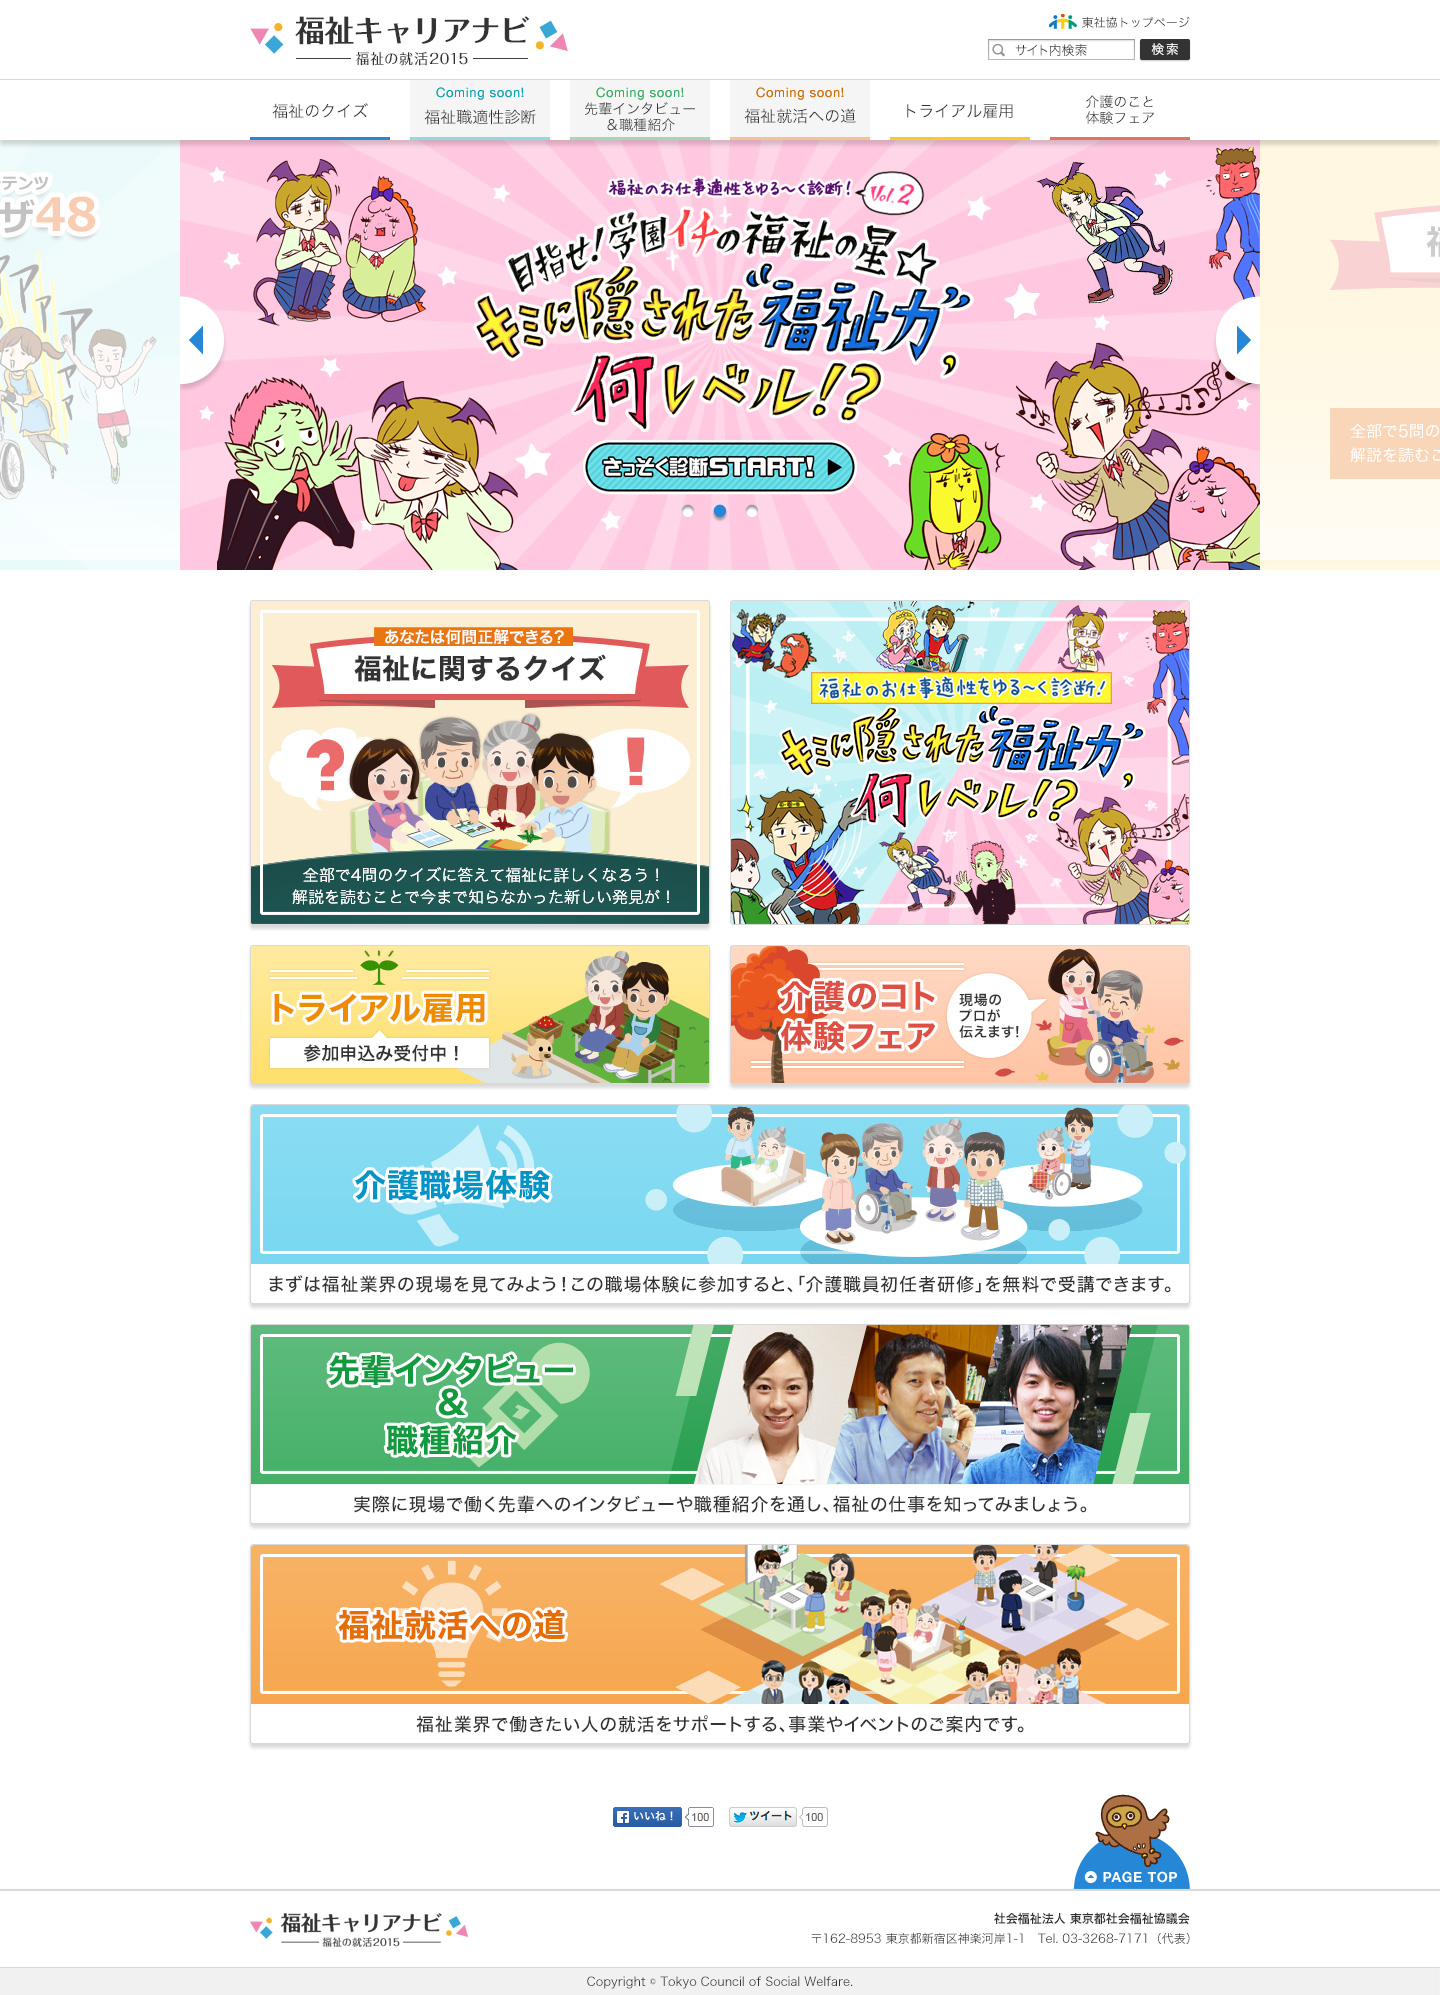 福祉キャリアナビ
福祉の就活2015
東社協トップページ
サイト内検索
検索
福祉のクイズ
Coming soon!
福祉職適性診断
Coming soon!
先輩インタビュー
&職種紹介
Coming soon!
福祉就活への道
トライアル雇用
介護のこと
体験フェア
テンツ
ザ48
アアアアアア
福祉のお仕事適性をゆる〜く診断!
Vol.2
目指せ!学園イチの福祉の星☆
キミに隠された“福祉力”
何レベル!?
さっそく診断START!
全部で5問の
解説を読むこ
あなたは何問正解できる?
福祉に関するクイズ
?
!
全部で4問のクイズに答えて福祉に詳しくなろう!
解説を読むことで今まで知らなかった新しい発見が!
福祉のお仕事適性をゆる〜く診断!
キミに隠された“福祉力”
何レベル!?
トライアル雇用
参加申込み受付中!
介護のコト
体験フェア
現場の
プロが
伝えます!
介護職場体験
まずは福祉業界の現場を見てみよう!この職場体験に参加すると、「介護職員初任者研修」を無料で受講できます。
先輩インタビュー
&
職種紹介
実際に現場で働く先輩へのインタビューや職種紹介を通し、福祉の仕事を知ってみましょう。
福祉就活への道
福祉業界で働きたい人の就活をサポートする、事業やイベントのご案内です。
いいね!
100
ツイート
100
PAGE TOP
福祉キャリアナビ
福祉の就活2015
社会福祉法人 東京都社会福祉協議会
〒162-8953 東京都新宿区神楽河岸1-1 Tel. 03-3268-7171（代表）
Copyright © Tokyo Council of Social Welfare.